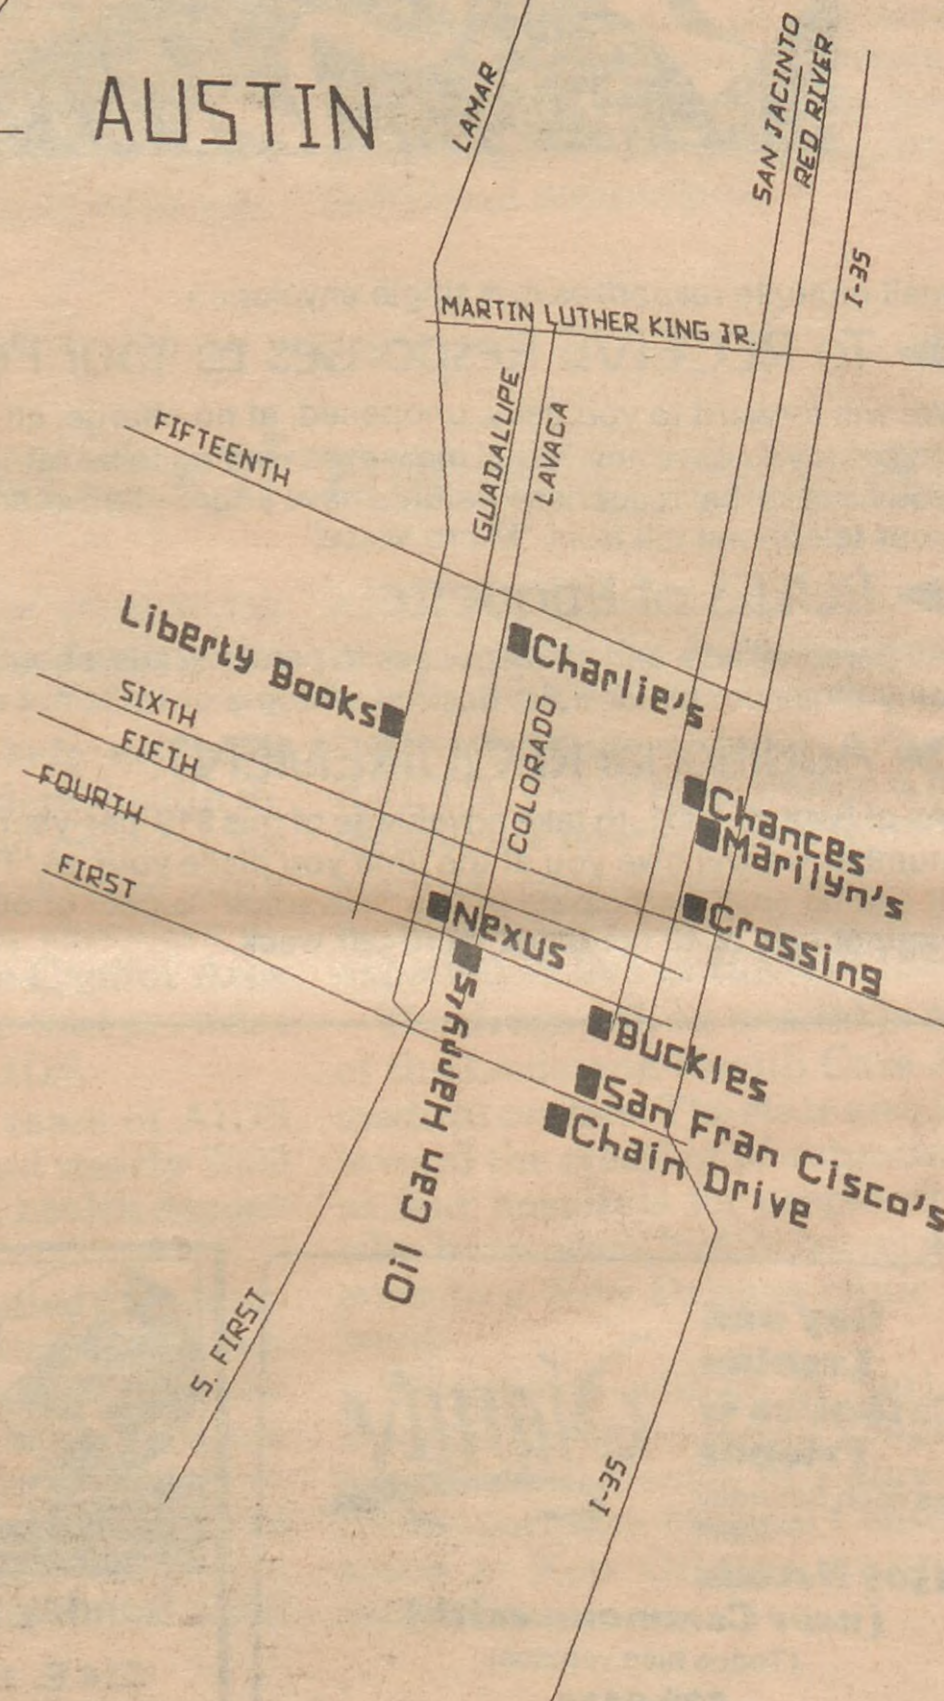 AUSTIN
LAMAR
SAN JACINTO
RED RIVER
I-35
MARTIN LUTHER KING JR.
GUADALUPE
LAVACA
FIFTEENTH
Liberty Books
Charlie's
SIXTH
COLORADO
FIFTH
FOURTH
Chances
Marilyn's
FIRST
Nexus
Crossing
Oil Can Harry's
Buckles
San Fran Cisco's
Chain Drive
S. FIRST
I-35